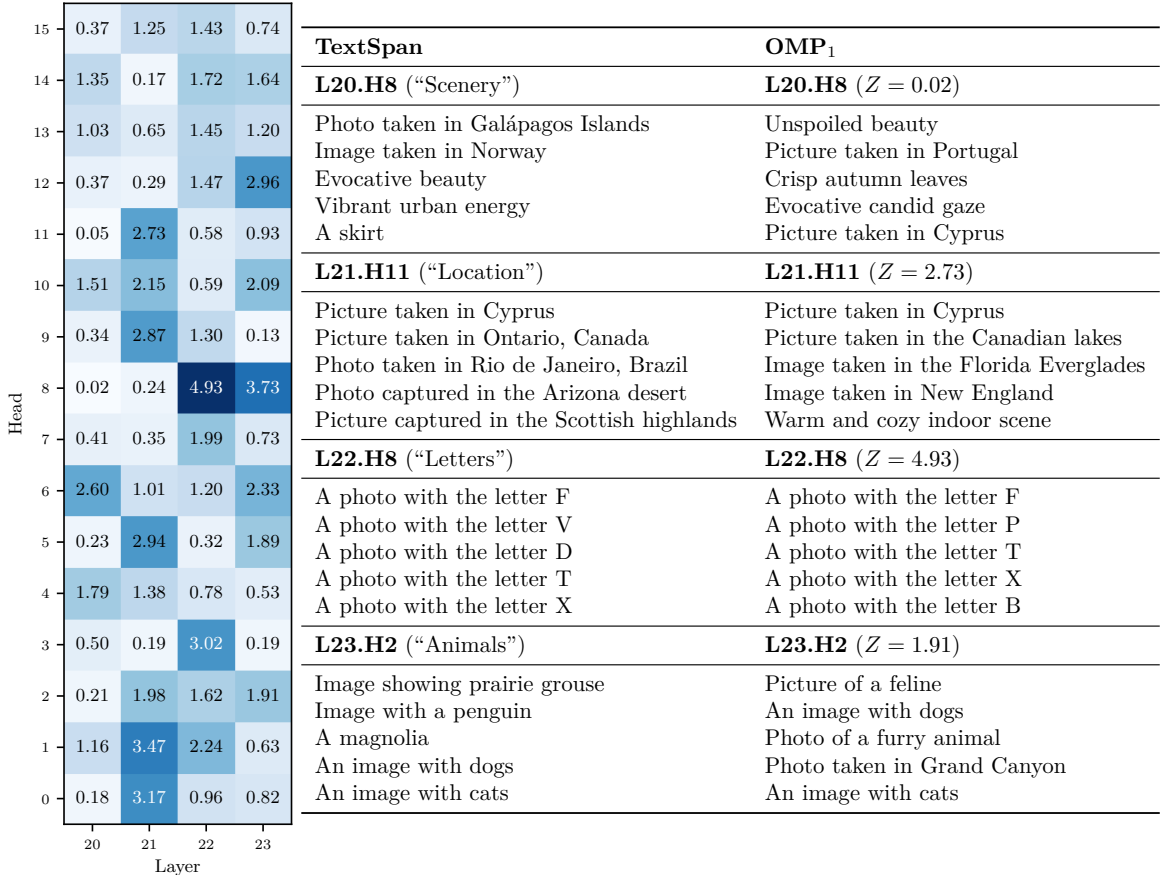 15 0.37 1.25 1.43 0.74
14 1.35 0.17 1.72 1.64
13 1.03 0.65 1.45 1.20
12 0.37 0.29 1.47 2.96
11 0.05 2.73 0.58 0.93
10 1.51 2.15 0.59 2.09
9 0.34 2.87 1.30 0.13
8 0.02 0.24 4.93 3.73
7 0.41 0.35 1.99 0.73
6 2.60 1.01 1.20 2.33
5 0.23 2.94 0.32 1.89
4 1.79 1.38 0.78 0.53
3 0.50 0.19 3.02 0.19
2 0.21 1.98 1.62 1.91
1 1.16 3.47 2.24 0.63
0 0.18 3.17 0.96 0.82
20 21 22 23
Layer
Head
TextSpan OMP₁
L20.H8 (“Scenery”) L20.H8 (Z = 0.02)
Photo taken in Galápagos Islands Unspoiled beauty
Image taken in Norway Picture taken in Portugal
Evocative beauty Crisp autumn leaves
Vibrant urban energy Evocative candid gaze
A skirt Picture taken in Cyprus
L21.H11 (“Location”) L21.H11 (Z = 2.73)
Picture taken in Cyprus Picture taken in Cyprus
Picture taken in Ontario, Canada Picture taken in the Canadian lakes
Photo taken in Rio de Janeiro, Brazil Image taken in the Florida Everglades
Photo captured in the Arizona desert Image taken in New England
Picture captured in the Scottish highlands Warm and cozy indoor scene
L22.H8 (“Letters”) L22.H8 (Z = 4.93)
A photo with the letter F A photo with the letter F
A photo with the letter V A photo with the letter P
A photo with the letter D A photo with the letter T
A photo with the letter T A photo with the letter X
A photo with the letter X A photo with the letter B
L23.H2 (“Animals”) L23.H2 (Z = 1.91)
Image showing prairie grouse Picture of a feline
Image with a penguin An image with dogs
A magnolia Photo of a furry animal
An image with dogs Photo taken in Grand Canyon
An image with cats An image with cats